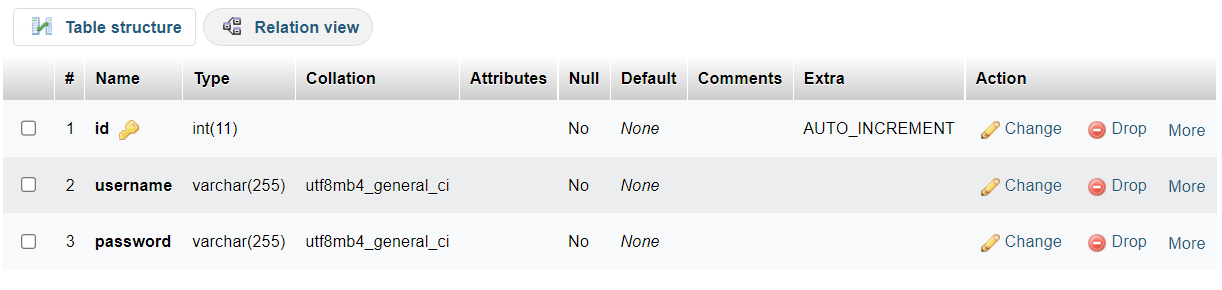 Table structure Relation view
# Name Type Collation Attributes Null Default Comments Extra Action
1 id int(11) No None AUTO_INCREMENT Change Drop More
2 username varchar(255) utf8mb4_general_ci No None Change Drop More
3 password varchar(255) utf8mb4_general_ci No None Change Drop More